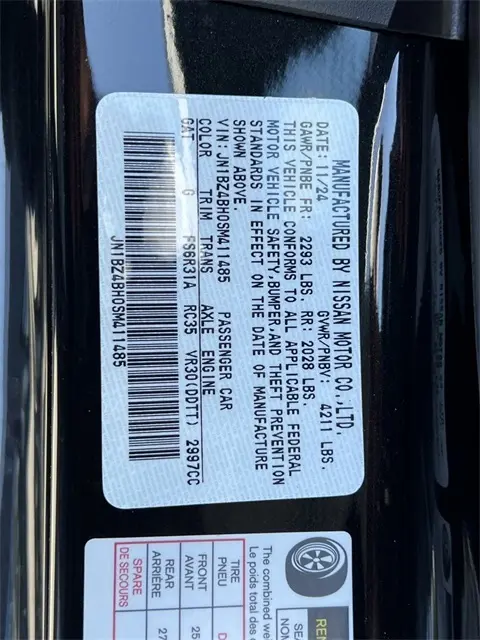 MANUFACTURED BY NISSAN MOTOR CO.,LTD.
DATE: 11/24 GVWR/PNBV: 4211 LBS.
GAWR/PNBE FR: 2293 LBS. RR: 2028 LBS.
THIS VEHICLE CONFORMS TO ALL APPLICABLE FEDERAL
MOTOR VEHICLE SAFETY,BUMPER,AND THEFT PREVENTION
STANDARDS IN EFFECT ON THE DATE OF MANUFACTURE
SHOWN ABOVE.
VIN: JN1BZ4BH0SM411485 PASSENGER CAR
COLOR TRIM TRANS AXLE ENGINE
GAT G FS6R31A RC35 VR30(DDTT) 2997CC
JN1BZ4BH0SM411485
The combined we
Le poids total des
TIRE
PNEU
FRONT
AVANT 25
REAR
ARRIÈRE 27
SPARE
DE SECOURS